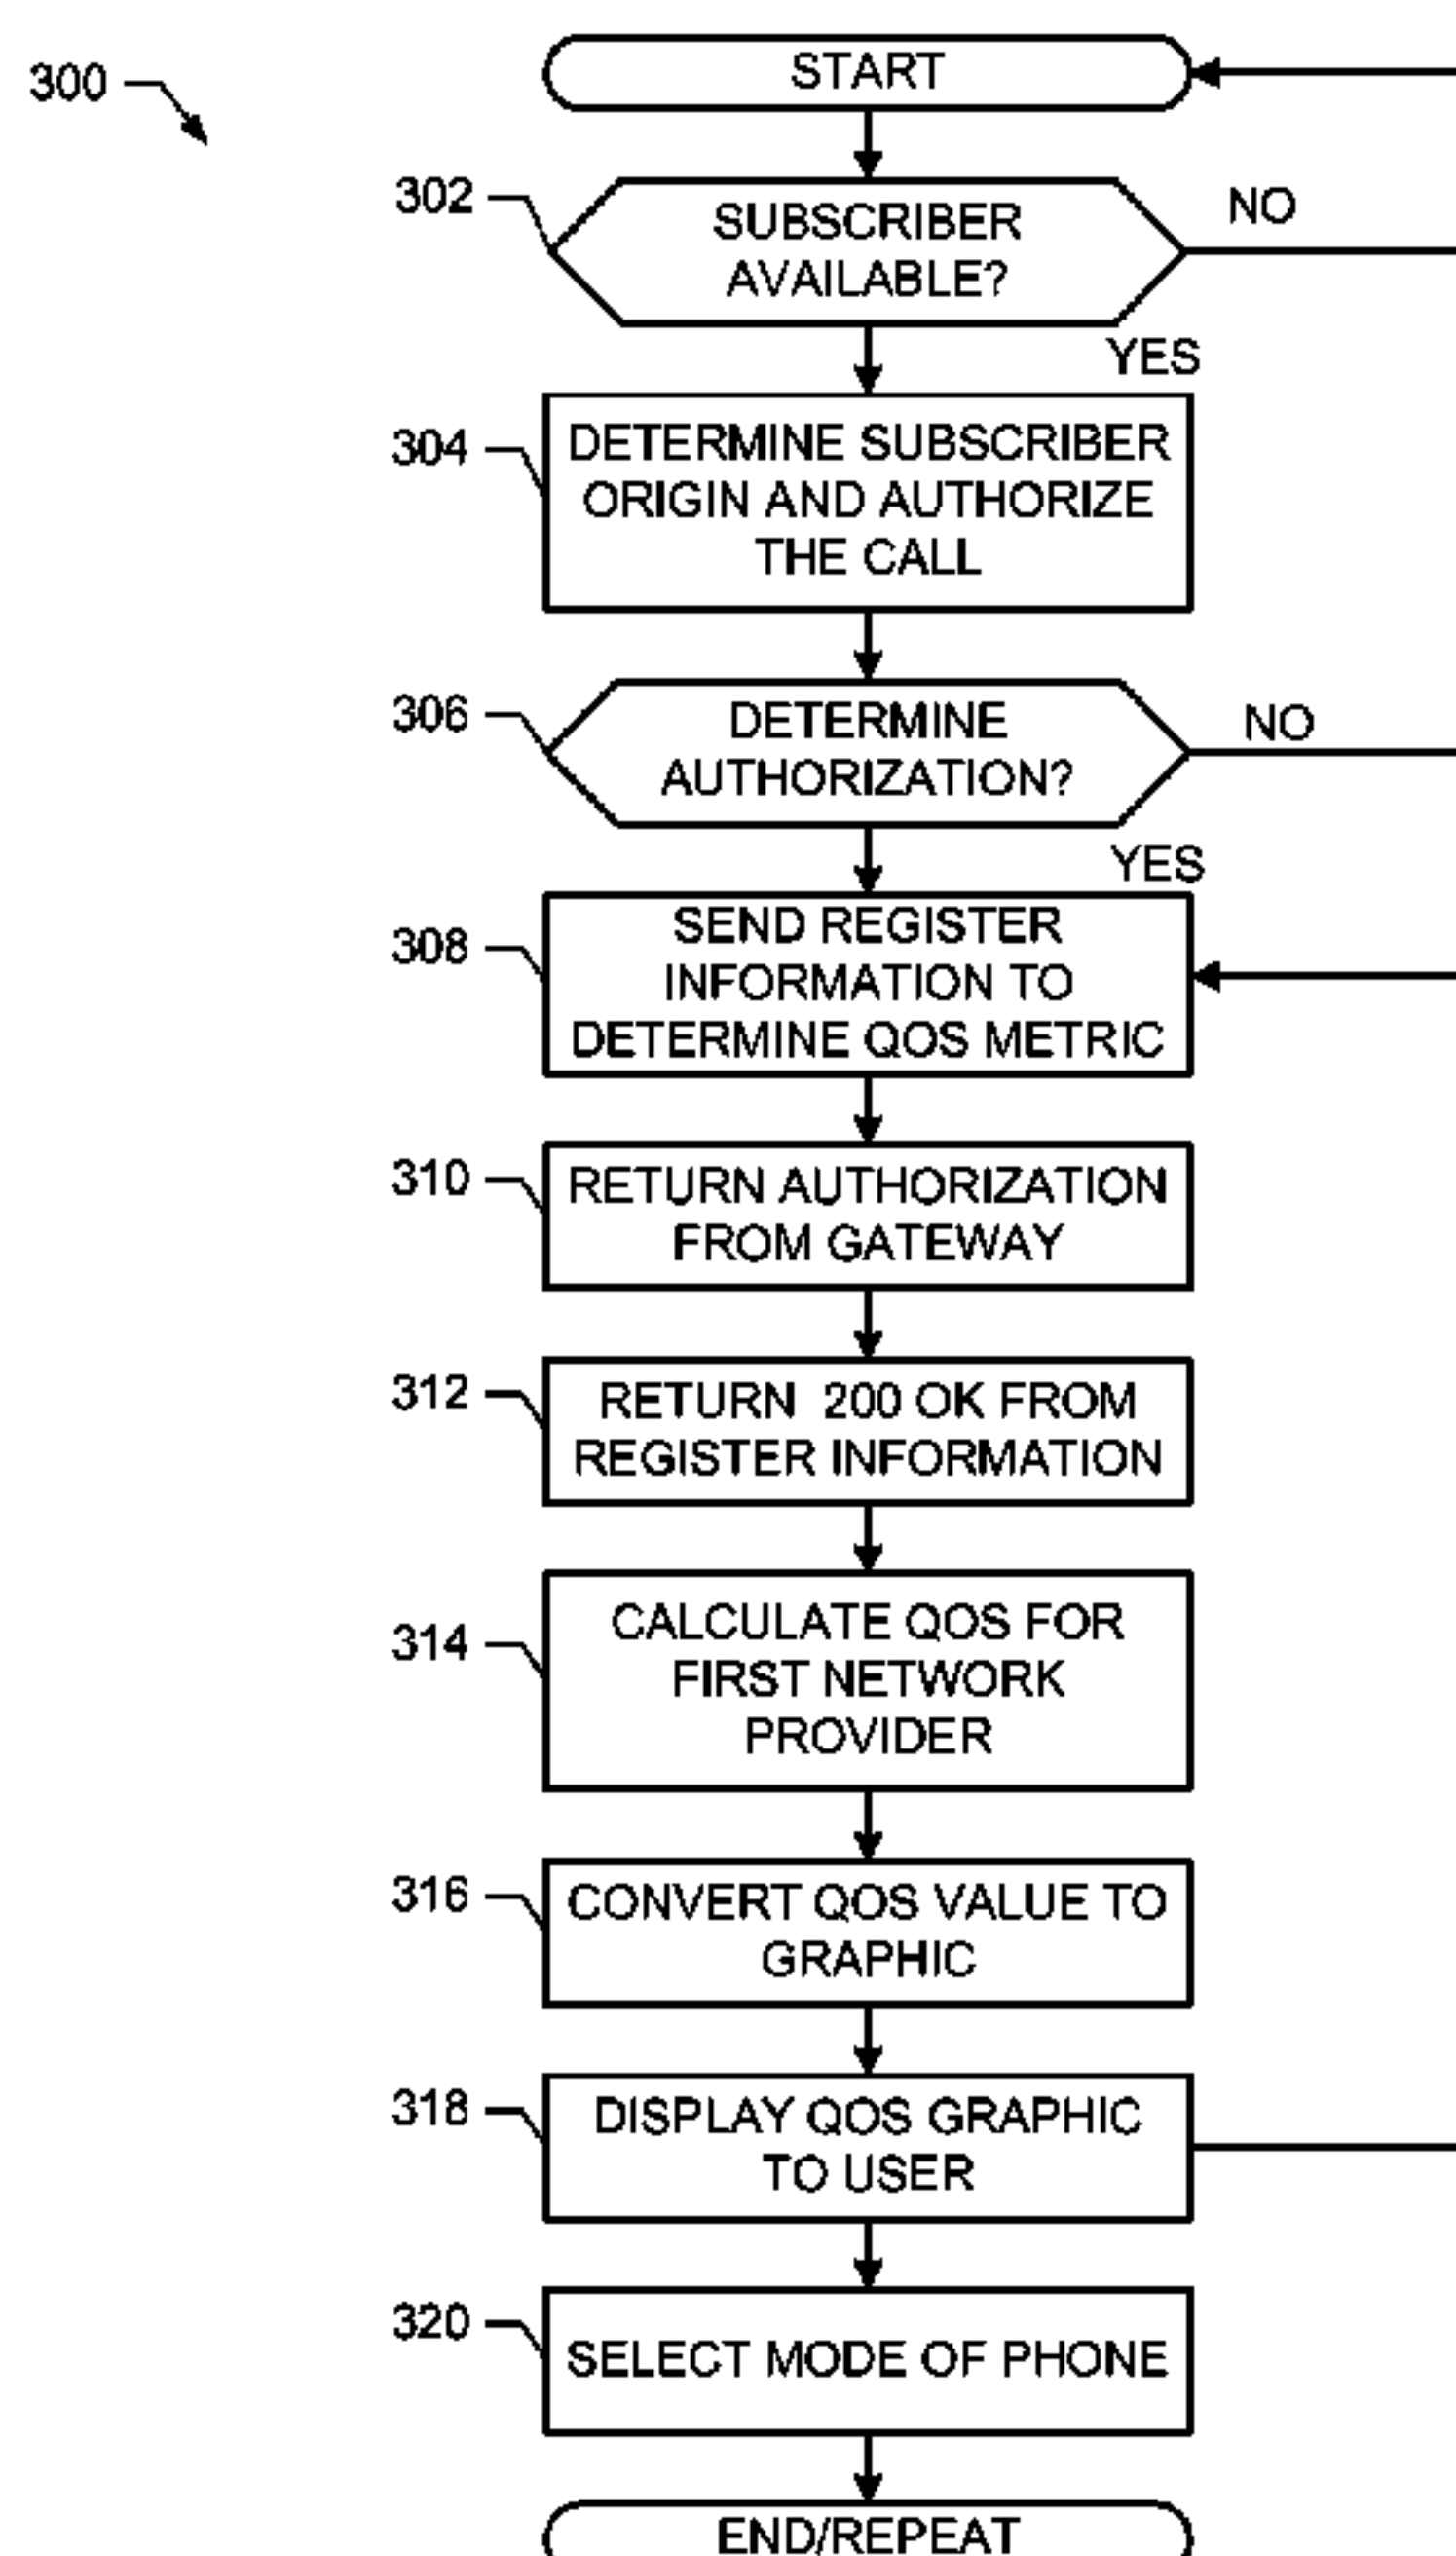 300
START
302
SUBSCRIBER
AVAILABLE?
NO
YES
304
DETERMINE SUBSCRIBER
ORIGIN AND AUTHORIZE
THE CALL
306
DETERMINE
AUTHORIZATION?
NO
YES
308
SEND REGISTER
INFORMATION TO
DETERMINE QOS METRIC
310
RETURN AUTHORIZATION
FROM GATEWAY
312
RETURN 200 OK FROM
REGISTER INFORMATION
314
CALCULATE QOS FOR
FIRST NETWORK
PROVIDER
316
CONVERT QOS VALUE TO
GRAPHIC
318
DISPLAY QOS GRAPHIC
TO USER
320
SELECT MODE OF PHONE
END/REPEAT